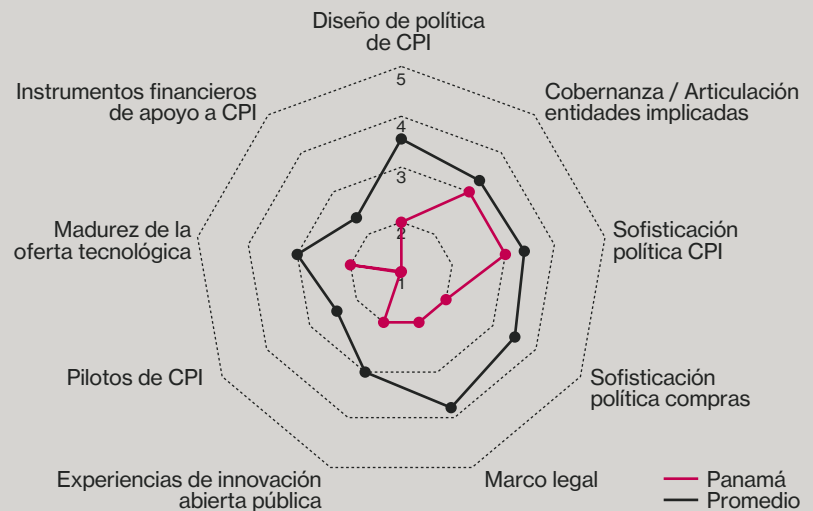 Diseño de política
de CPI
5
4
3
2
1
Cobernanza / Articulación
entidades implicadas
Sofisticación
política CPI
Sofisticación
política compras
Marco legal
Experiencias de innovación
abierta pública
Pilotos de CPI
Madurez de la
oferta tecnológica
Instrumentos financieros
de apoyo a CPI
Panamá
Promedio